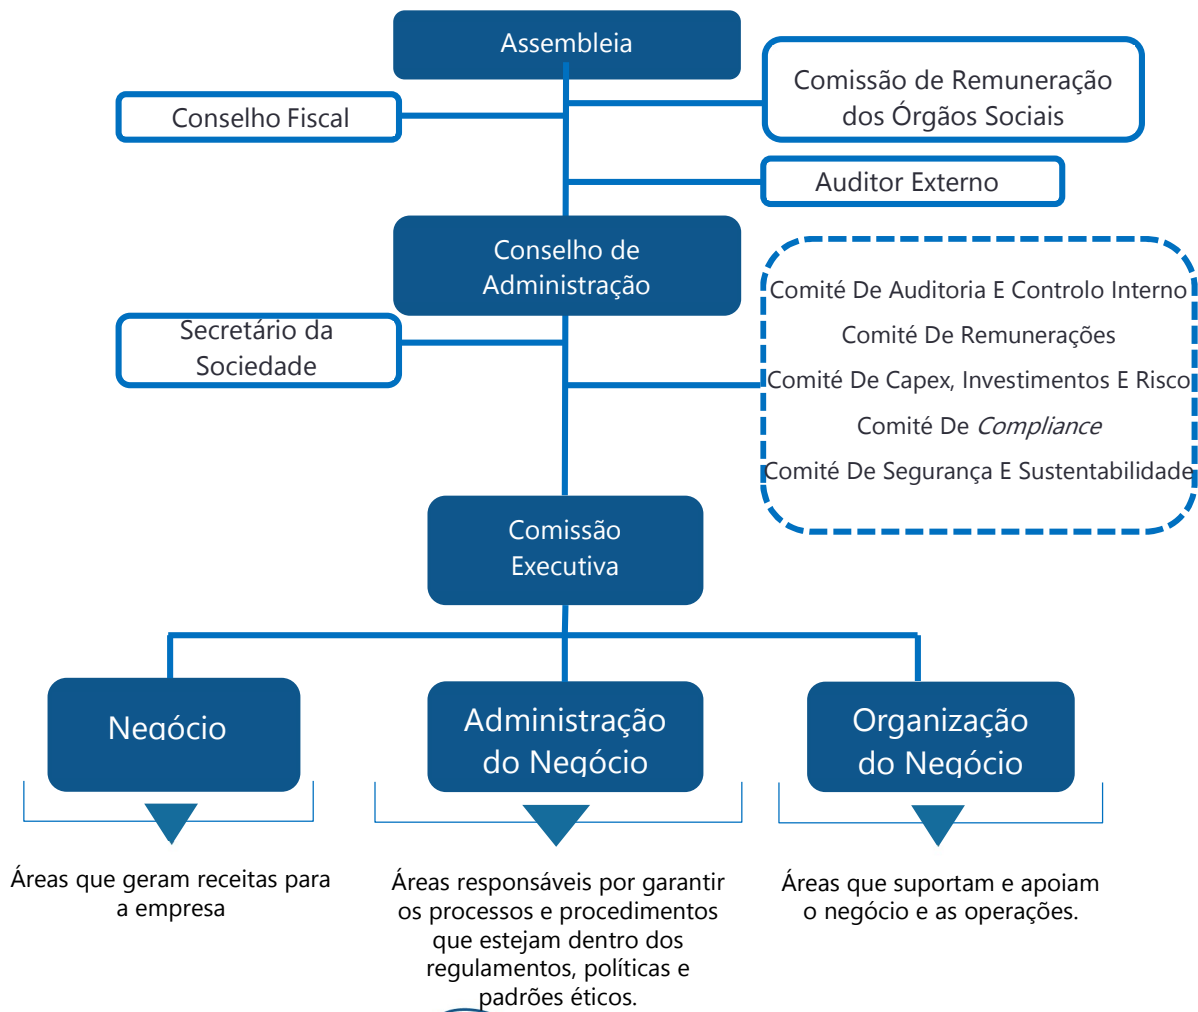 Assembleia
Comissão de Remuneração
dos Órgãos Sociais
Conselho Fiscal
Auditor Externo
Conselho de
Administração
Comité De Auditoria E Controlo Interno
Comité De Remunerações
Comité De Capex, Investimentos E Risco
Comité De Compliance
Comité De Segurança E Sustentabilidade
Secretário da
Sociedade
Comissão
Executiva
Negócio
Administração
do Negócio
Organização
do Negócio
Áreas que geram receitas para
a empresa
Áreas responsáveis por garantir
os processos e procedimentos
que estejam dentro dos
regulamentos, políticas e
padrões éticos.
Áreas que suportam e apoiam
o negócio e as operações.